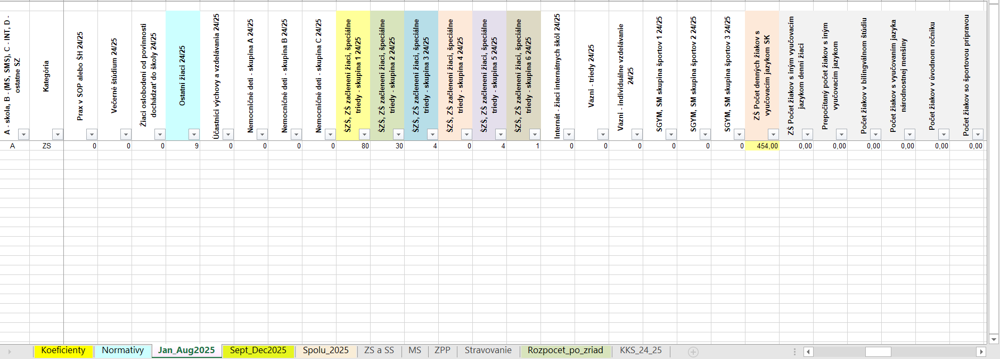 A - skola, B - (MS, SMS), C - INT, D -
ostatne SZ
Kategória
Prax v SOP alebo ŠH 24/25
Večerné štúdium 24/25
Žiaci oslobodení od povinnosti
dochádzať do školy 24/25
Ostatní žiaci 24/25
Účastníci výchovy a vzdelávania 24/25
Nemocničné deti - skupina A 24/25
Nemocničné deti - skupina B 24/25
Nemocničné deti - skupina C 24/25
ŠZŠ, ZŠ začlenení žiaci, špeciálne
triedy - skupina 1 24/25
ŠZŠ, ZŠ začlenení žiaci, špeciálne
triedy - skupina 2 24/25
ŠZŠ, ZŠ začlenení žiaci, špeciálne
triedy - skupina 3 24/25
ŠZŠ, ZŠ začlenení žiaci, špeciálne
triedy - skupina 4 24/25
ŠZŠ, ZŠ začlenení žiaci, špeciálne
triedy - skupina 5 24/25
ŠZŠ, ZŠ začlenení žiaci, špeciálne
triedy - skupina 6 24/25
Internát - žiaci internátnych škôl 24/25
Väzni - triedy 24/25
Väzni - individuálne vzdelávanie
24/25
SGYM, SM skupina športov 1 24/25
SGYM, SM skupina športov 2 24/25
SGYM, SM skupina športov 3 24/25
ZŠ Počet denných žiakov s
vyučovacím jazykom SK
ZŠ Počet žiakov s iným vyučovacím
jazykom denní žiaci
Prepočítaný počet žiakov s iným
vyučovacím jazykom
Počet žiakov v bilingválnom štúdiu
Počet žiakov s vyučovaním jazyka
národnostnej menšiny
Počet žiakov v úvodnom ročníku
Počet žiakov so športovou prípravou
A ZS 0 0 0 9 0 0 0 0 80 30 4 0 4 1 0 0 0 0 0 0 454,00 0,00 0,00 0,00 0,00 0,00 0,00
Koeficienty Normativy Jan_Aug2025 Sept_Dec2025 Spolu_2025 ZS a SS MS ZPP Stravovanie Rozpocet_po_zriad KKS_24_25